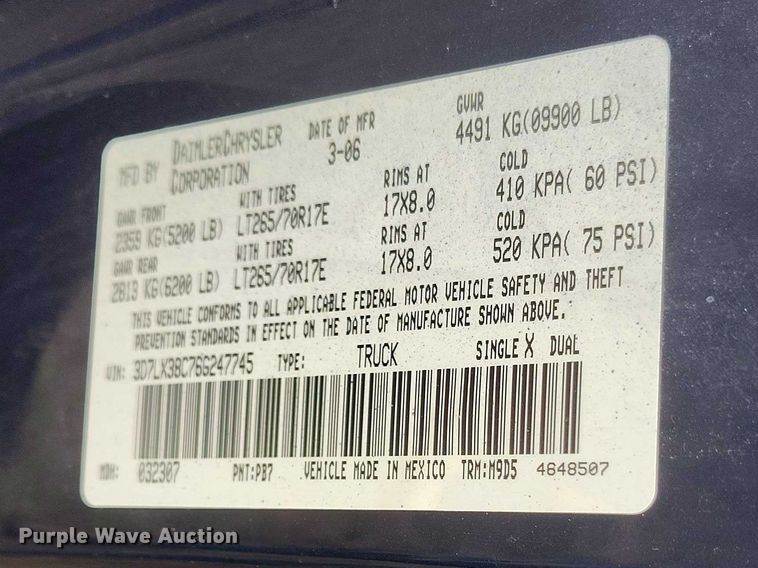 MFD BY DAIMLERCHRYSLER CORPORATION DATE OF MFR 3-06 GVWR 4491 KG(09900 LB)
GAWR FRONT WITH TIRES RIMS AT COLD
2359 KG(5200 LB) LT265/70R17E 17X8.0 410 KPA( 60 PSI)
GAWR REAR WITH TIRES RIMS AT COLD
2813 KG(6200 LB) LT265/70R17E 17X8.0 520 KPA( 75 PSI)
THIS VEHICLE CONFORMS TO ALL APPLICABLE FEDERAL MOTOR VEHICLE SAFETY AND THEFT
PREVENTION STANDARDS IN EFFECT ON THE DATE OF MANUFACTURE SHOWN ABOVE.
VIN: 3D7LX38C76G247745 TYPE: TRUCK SINGLE X DUAL
MDH: 032307 PNT:PB7 VEHICLE MADE IN MEXICO TRM:M9D5 4648507
Purple Wave Auction